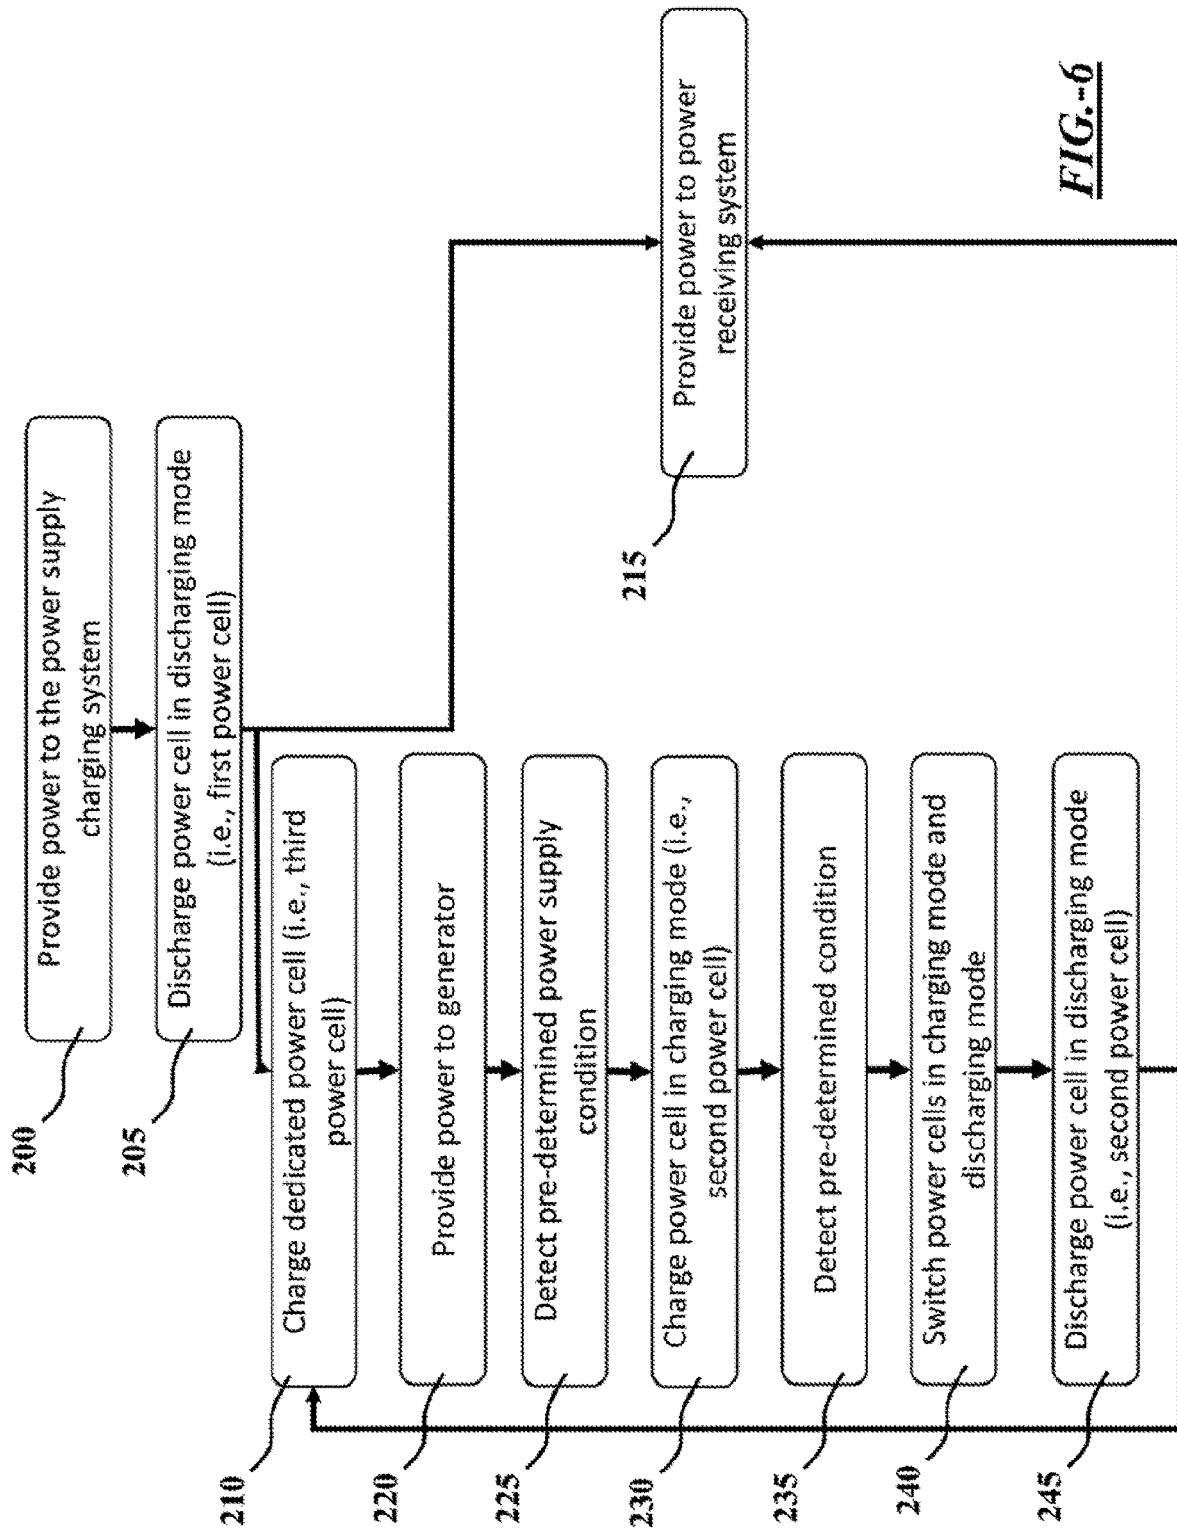 200
Provide power to the power supply
charging system
205
Discharge power cell in discharging mode
(i.e., first power cell)
210
Charge dedicated power cell (i.e., third
power cell)
215
Provide power to power
receiving system
220
Provide power to generator
225
Detect pre-determined power supply
condition
230
Charge power cell in charging mode (i.e.,
second power cell)
235
Detect pre-determined condition
240
Switch power cells in charging mode and
discharging mode
245
Discharge power cell in discharging mode
(i.e., second power cell)
FIG.-6